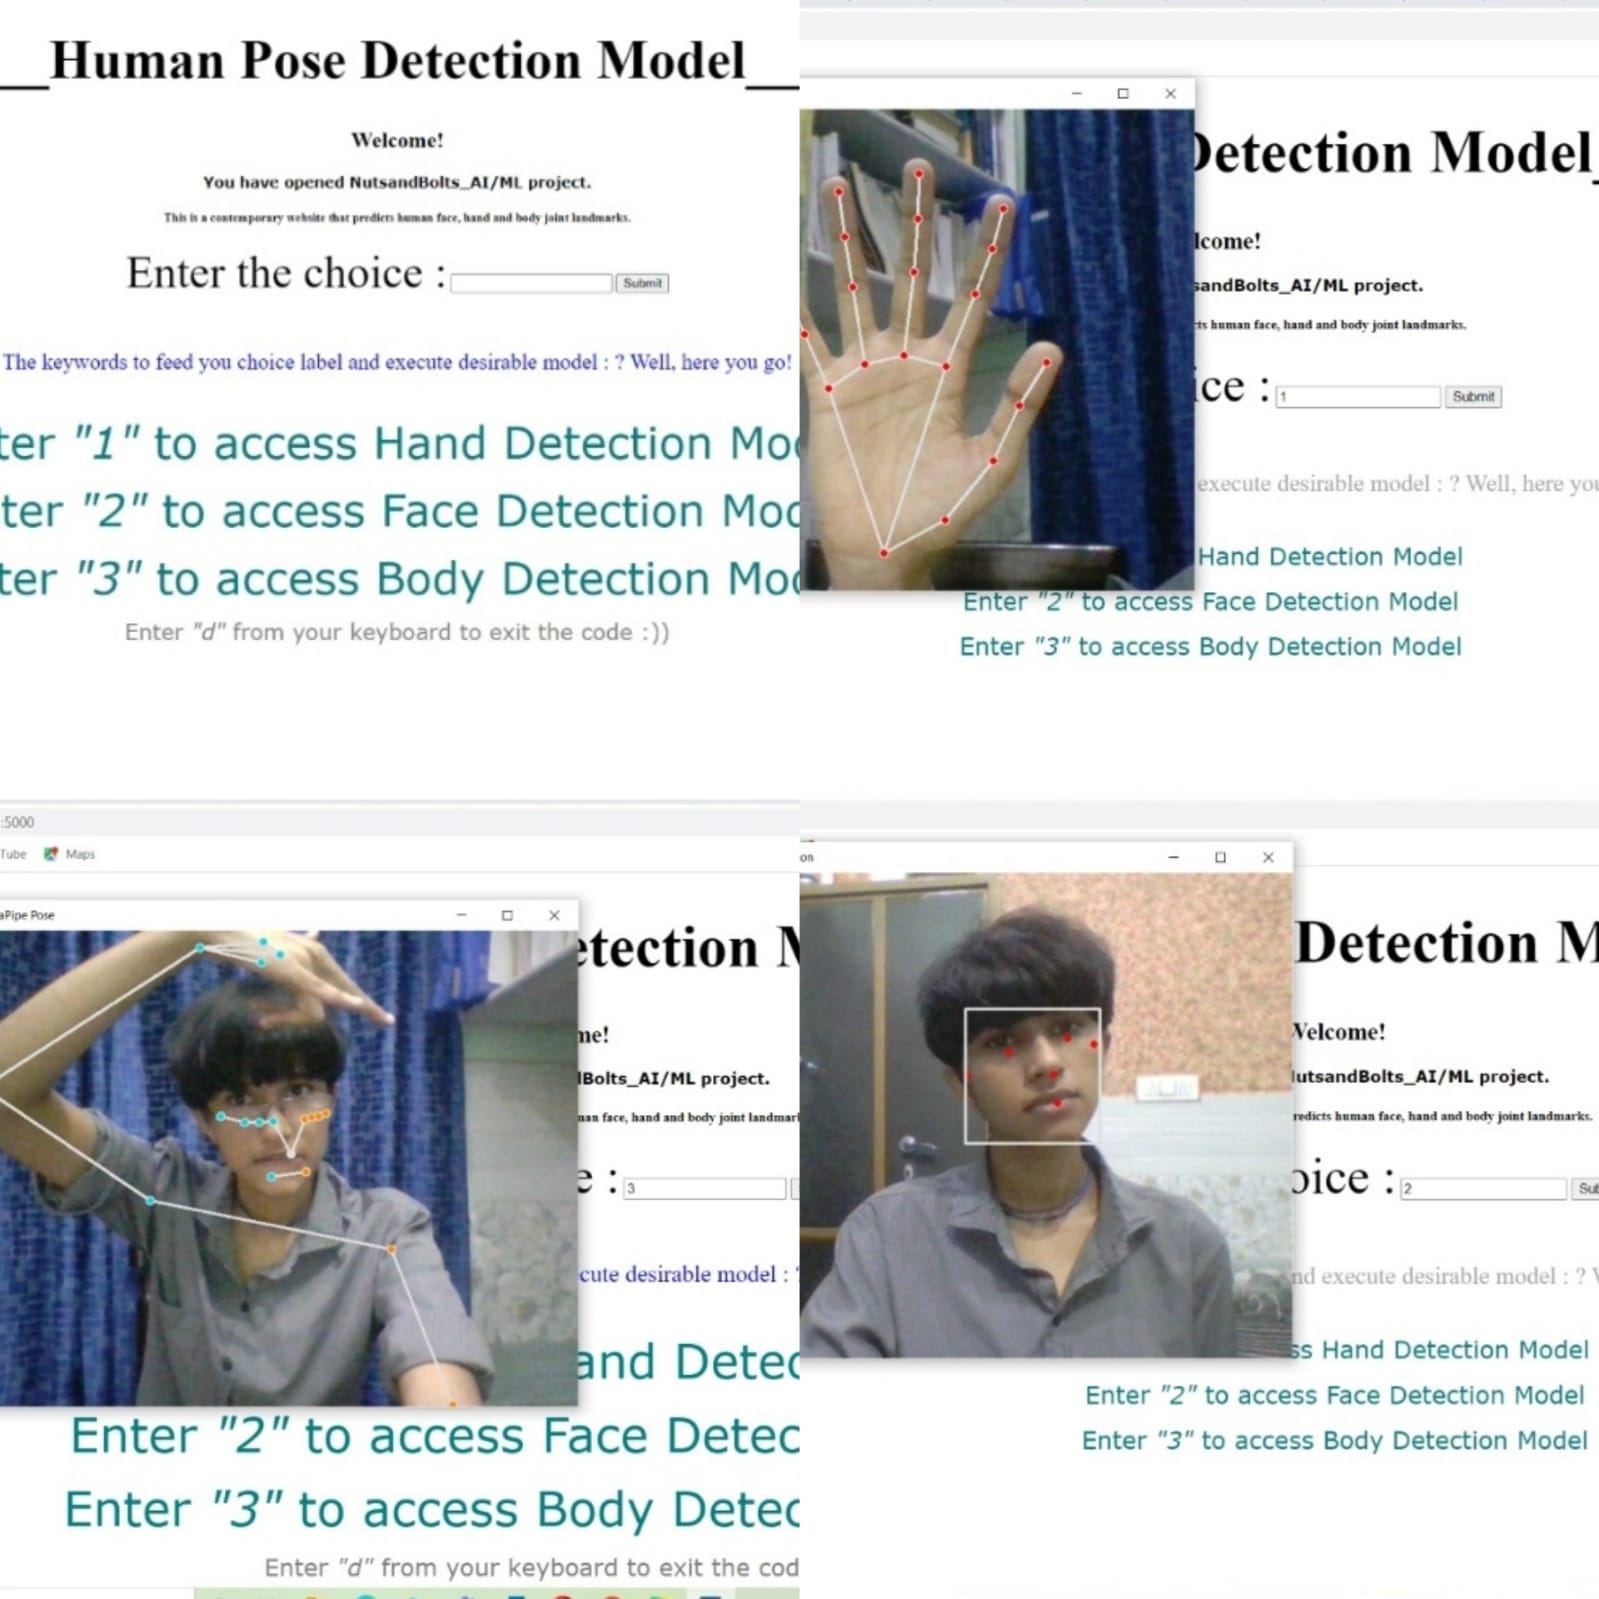 __Human Pose Detection Model__
Welcome!
You have opened NutsandBolts_AI/ML project.
This is a contemporary website that predicts human face, hand and body joint landmarks.
Enter the choice : Submit
The keywords to feed you choice label and execute desirable model : ? Well, here you go!
ter "1" to access Hand Detection Mo
ter "2" to access Face Detection Mod
ter "3" to access Body Detection Mo
Enter "d" from your keyboard to exit the code :))
Detection Model_
lcome!
sandBolts_AI/ML project.
cts human face, hand and body joint landmarks.
ice : 1 Submit
execute desirable model : ? Well, here you
Hand Detection Model
Enter "2" to access Face Detection Model
Enter "3" to access Body Detection Model
:5000
Tube Maps
aPipe Pose
etection M
me!
Bolts_AI/ML project.
man face, hand and body joint landmar
e : 3
cute desirable model : ?
and Detec
Enter "2" to access Face Detec
Enter "3" to access Body Detec
Enter "d" from your keyboard to exit the cod
on
Detection M
Welcome!
NutsandBolts_AI/ML project.
redicts human face, hand and body joint landmarks.
oice : 2 Sub
nd execute desirable model : ? W
ss Hand Detection Model
Enter "2" to access Face Detection Model
Enter "3" to access Body Detection Model